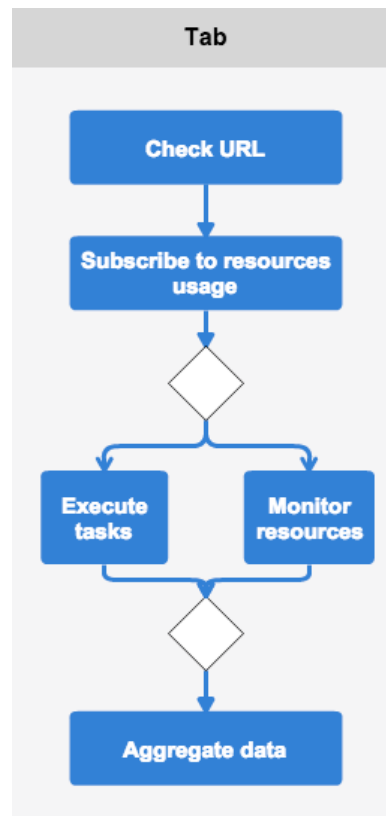 Tab
Check URL
Subscribe to resources
usage
Execute
tasks
Monitor
resources
Aggregate data